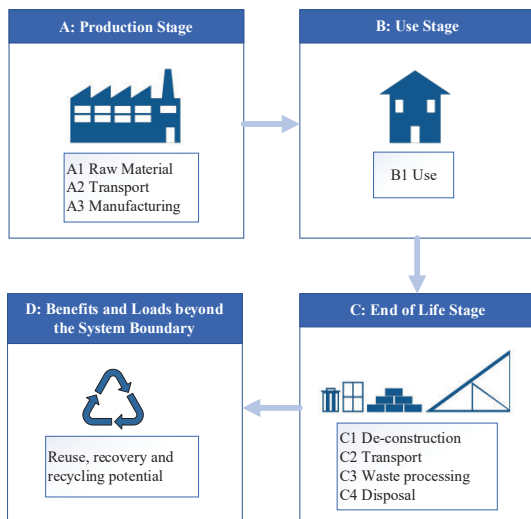 A: Production Stage
A1 Raw Material
A2 Transport
A3 Manufacturing
B: Use Stage
B1 Use
C: End of Life Stage
C1 De-construction
C2 Transport
C3 Waste processing
C4 Disposal
D: Benefits and Loads beyond
the System Boundary
Reuse, recovery and
recycling potential